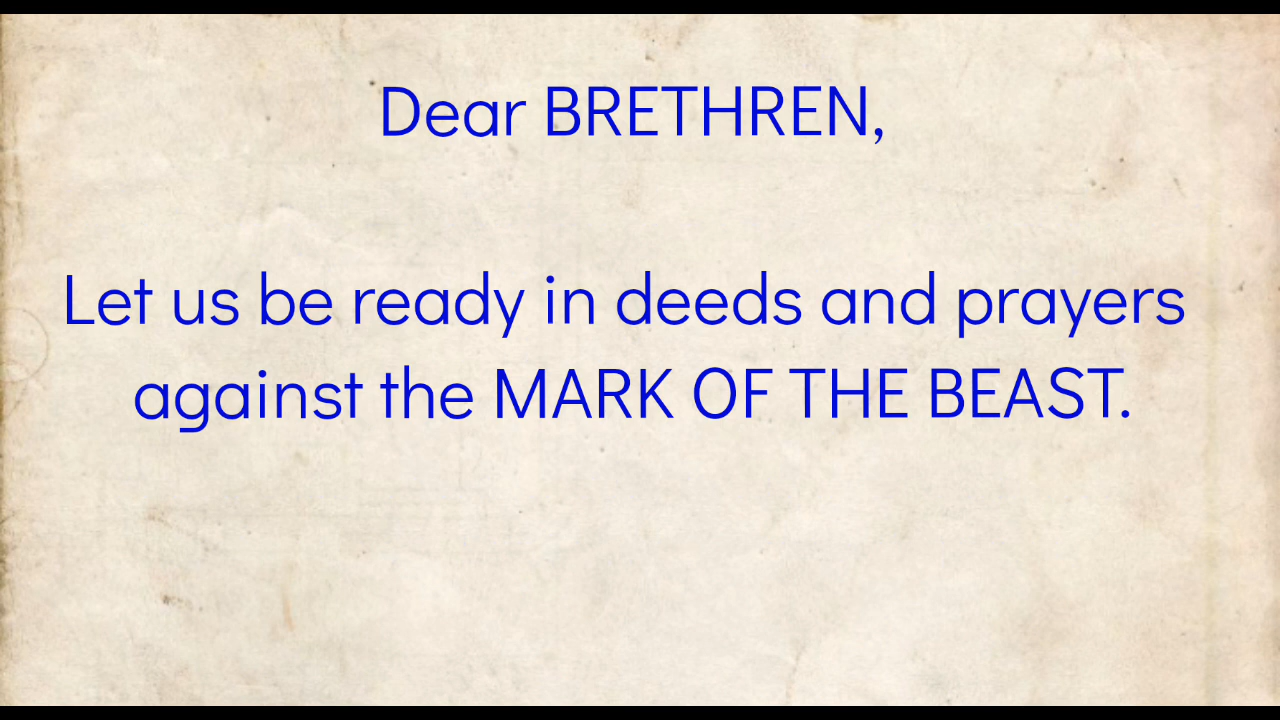 Dear BRETHREN,
Let us be ready in deeds and prayers
against the MARK OF THE BEAST.